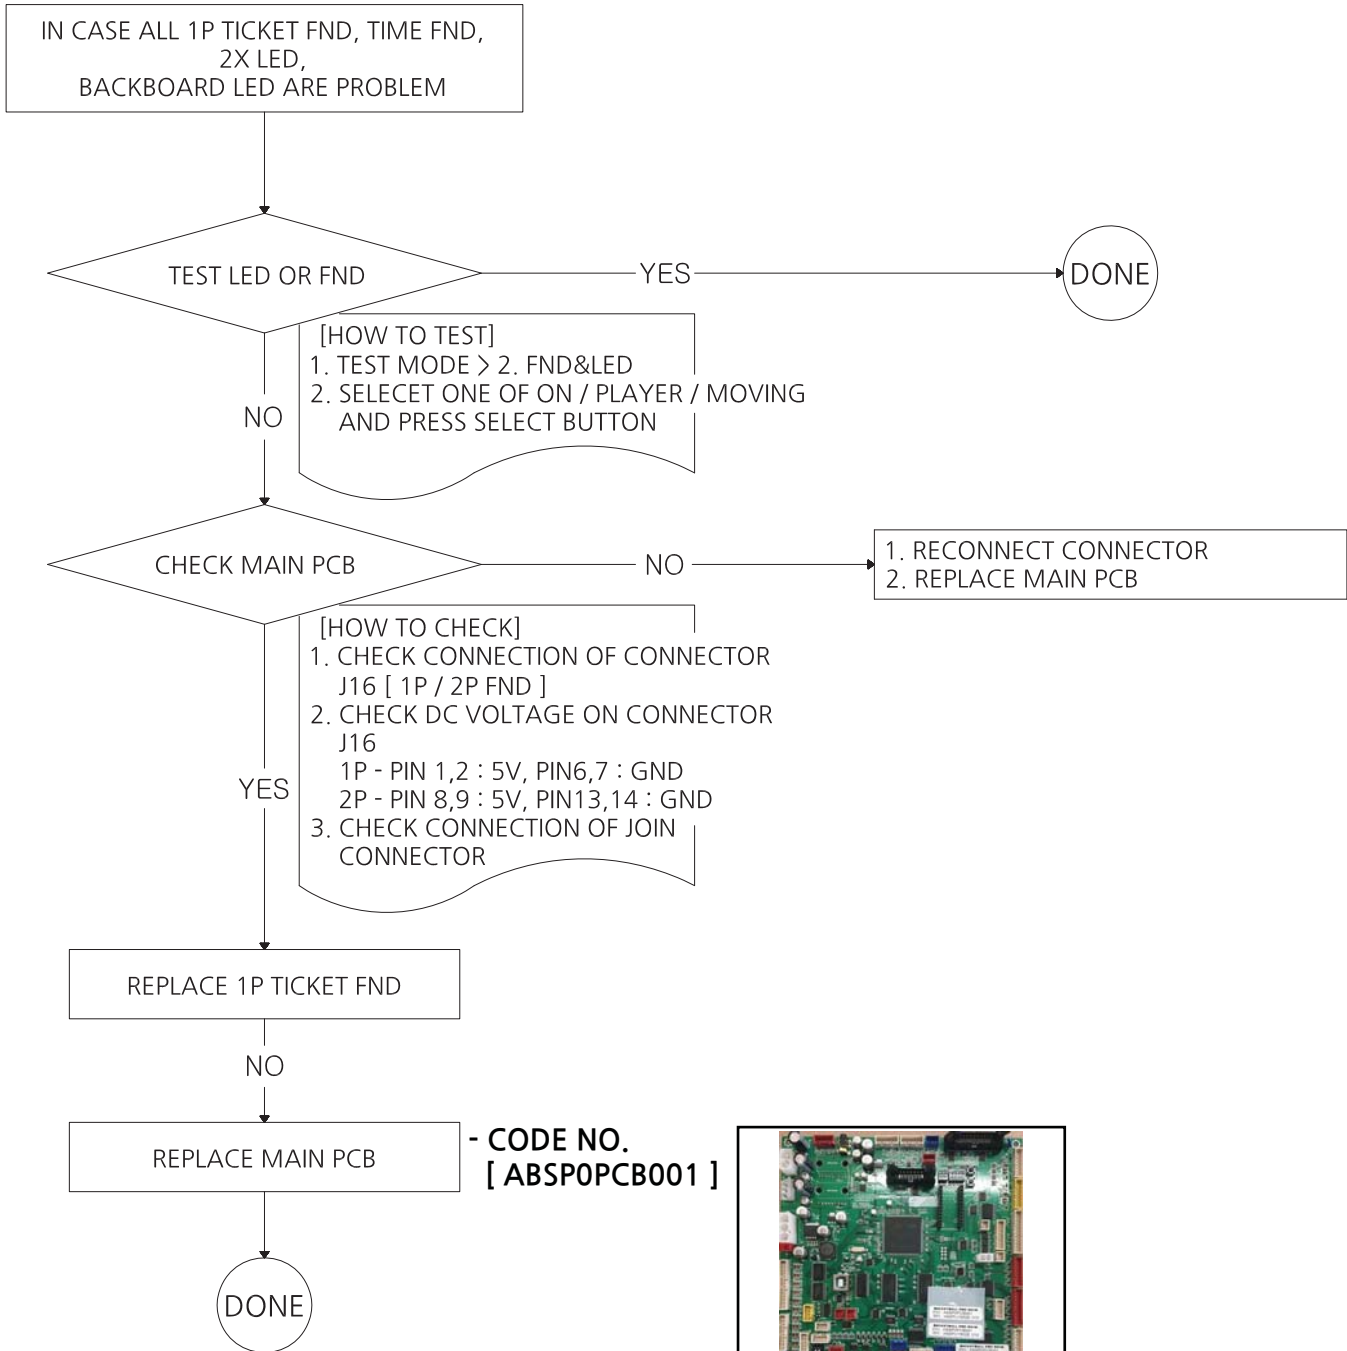 IN CASE ALL 1P TICKET FND, TIME FND,
2X LED,
BACKBOARD LED ARE PROBLEM
TEST LED OR FND
YES
DONE
[HOW TO TEST]
1. TEST MODE > 2. FND&LED
2. SELECET ONE OF ON / PLAYER / MOVING
AND PRESS SELECT BUTTON
NO
CHECK MAIN PCB
NO
1. RECONNECT CONNECTOR
2. REPLACE MAIN PCB
[HOW TO CHECK]
1. CHECK CONNECTION OF CONNECTOR
J16 [ 1P / 2P FND ]
2. CHECK DC VOLTAGE ON CONNECTOR
J16
1P - PIN 1,2 : 5V, PIN6,7 : GND
2P - PIN 8,9 : 5V, PIN13,14 : GND
3. CHECK CONNECTION OF JOIN
CONNECTOR
YES
REPLACE 1P TICKET FND
NO
REPLACE MAIN PCB
- CODE NO.
[ ABSP0PCB001 ]
DONE